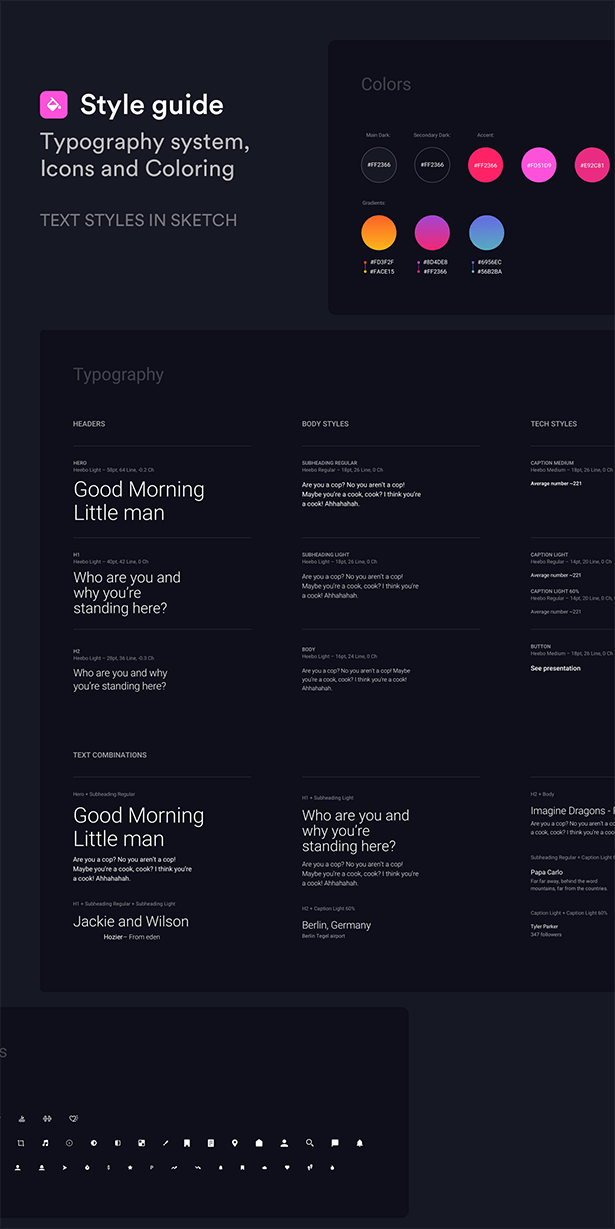 Style guide
Typography system,
Icons and Coloring
TEXT STYLES IN SKETCH
Colors
Main Dark:
Secondary Dark:
Accent:
#FF2366
#FF2366
#FF2366
#FD51D9
#E92C81
Gradients:
#FD3F2F
#FACE15
#8D4DE8
#FF2366
#6956EC
#56B2BA
Typography
HEADERS
HERO
Heebo Light – 58pt, 64 Line, -0.2 Ch
Good Morning
Little man
H1
Heebo Light – 40pt, 42 Line, 0 Ch
Who are you and
why you’re
standing here?
H2
Heebo Light – 28pt, 36 Line, -0.3 Ch
Who are you and why
you’re standing here?
BODY STYLES
SUBHEADING REGULAR
Heebo Regular – 18pt, 26 Line, 0 Ch
Are you a cop? No you aren’t a cop!
Maybe you’re a cook, cook? I think you’re
a cook! Ahhahahah.
SUBHEADING LIGHT
Heebo Light – 18pt, 26 Line, 0 Ch
Are you a cop? No you aren’t a cop!
Maybe you’re a cook, cook? I think you’re
a cook! Ahhahahah.
BODY
Heebo Light – 16pt, 24 Line, 0 Ch
Are you a cop? No you aren’t a cop! Maybe
you’re a cook, cook? I think you’re a cook!
Ahhahahah.
TECH STYLES
CAPTION MEDIUM
Heebo Medium – 18pt, 26 Line, 0 Ch
Average number ~221
CAPTION LIGHT
Heebo Regular – 14pt, 20 Line, 0 Ch
Average number ~221
CAPTION LIGHT 60%
Heebo Regular – 14pt, 20 Line, 0 Ch,
Average number ~221
BUTTON
Heebo Medium – 18pt, 26 Line, 0 Ch
See presentation
TEXT COMBINATIONS
Hero + Subheading Regular
Good Morning
Little man
Are you a cop? No you aren’t a cop!
Maybe you’re a cook, cook? I think you’re
a cook! Ahhahahah.
H1 + Subheading Regular + Subheading Light
Jackie and Wilson
Hozier – From eden
H1 + Subheading Light
Who are you and
why you’re
standing here?
Are you a cop? No you aren’t a cop!
Maybe you’re a cook, cook? I think you’re
a cook! Ahhahahah.
H2 + Caption Light 60%
Berlin, Germany
Berlin Tegel airport
H2 + Body
Imagine Dragons -
Are you a cop? No you aren’t a
a cook, cook? I think you’re a
Subheading Regular + Caption Light
Papa Carlo
Far far away, behind the word
mountains, far from the countries
Caption Light + Caption Light 60%
Tyler Parker
347 followers
s